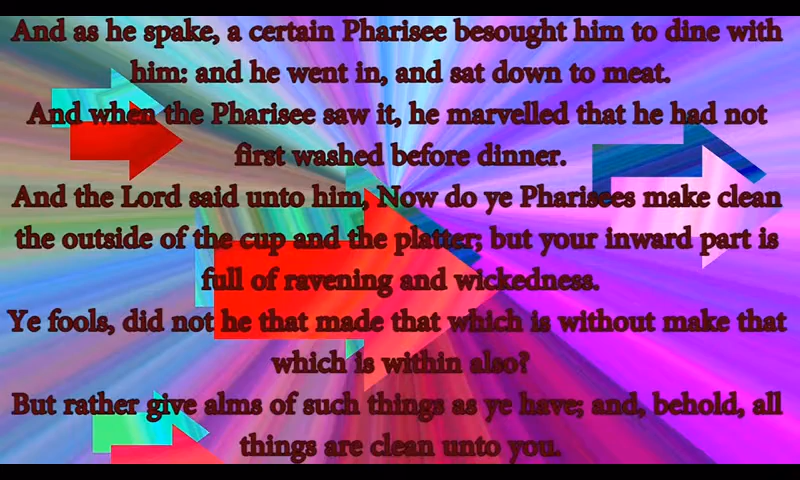 And as he spake, a certain Pharisee besought him to dine with
him: and he went in, and sat down to meat.
And when the Pharisee saw it, he marvelled that he had not
first washed before dinner.
And the Lord said unto him, Now do ye Pharisees make clean
the outside of the cup and the platter; but your inward part is
full of ravening and wickedness.
Ye fools, did not he that made that which is without make that
which is within also?
But rather give alms of such things as ye have; and, behold, all
things are clean unto you.